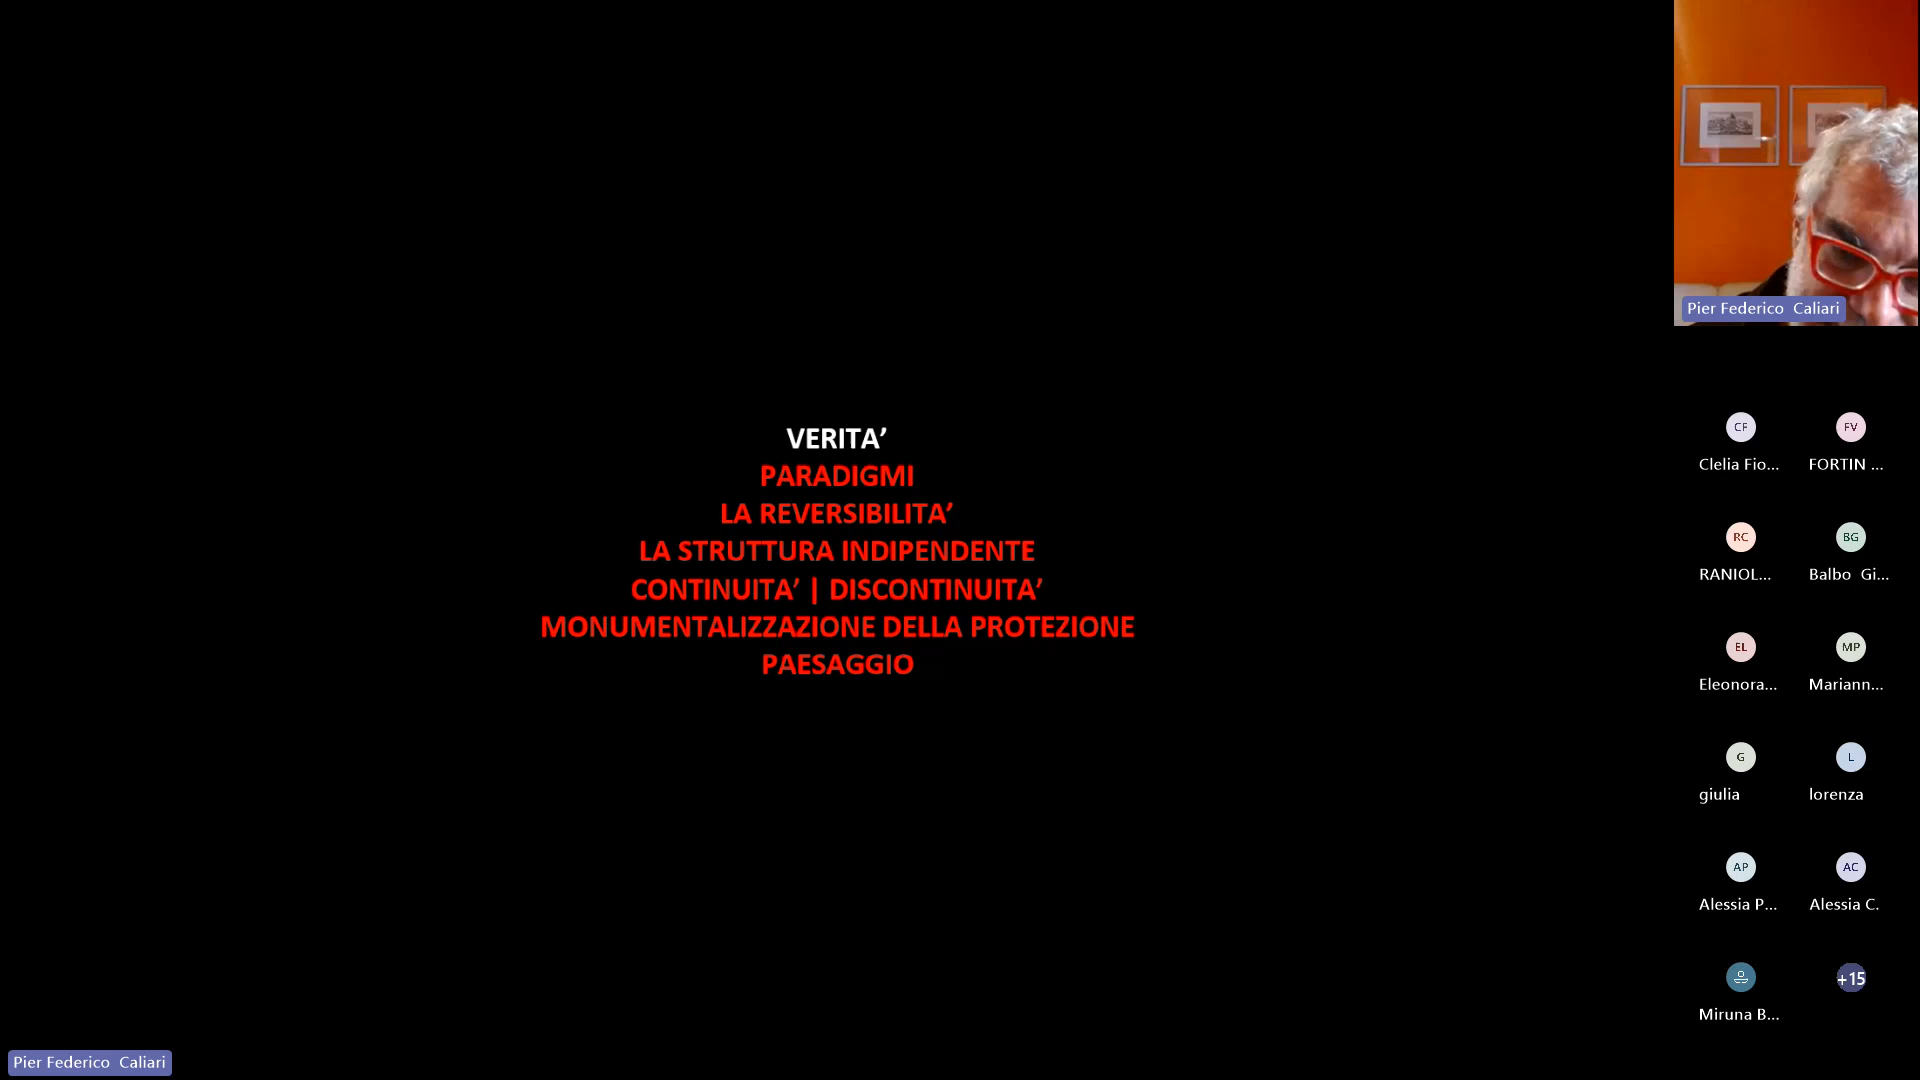 VERITA’
PARADIGMI
LA REVERSIBILITA’
LA STRUTTURA INDIPENDENTE
CONTINUITA’ | DISCONTINUITA’
MONUMENTALIZZAZIONE DELLA PROTEZIONE
PAESAGGIO
Pier Federico Caliari
CF FV
Clelia Fio... FORTIN ...
RC BG
RANIOL... Balbo Gi...
EL MP
Eleonora... Mariann...
G L
giulia lorenza
AP AC
Alessia P... Alessia C.
+15
Miruna B...
Pier Federico Caliari